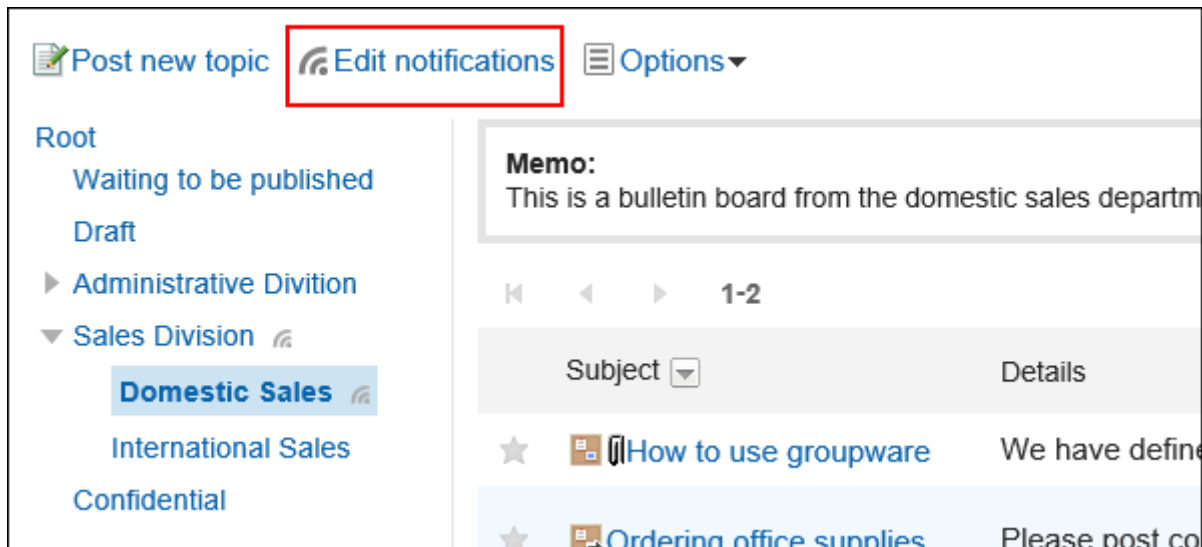 Post new topic Edit notifications Options
Root
Waiting to be published
Draft
Administrative Divition
Sales Division
Domestic Sales
International Sales
Confidential
Memo:
This is a bulletin board from the domestic sales departm
1-2
Subject Details
How to use groupware We have define
Ordering office supplies Please post co